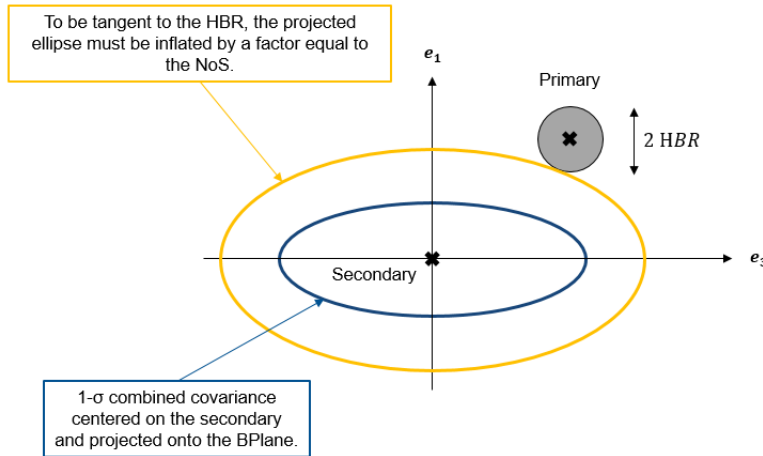 To be tangent to the HBR, the projected
ellipse must be inflated by a factor equal to
the NoS.
e₁
Primary
2 HBR
Secondary
e₃
1-σ combined covariance
centered on the secondary
and projected onto the BPlane.